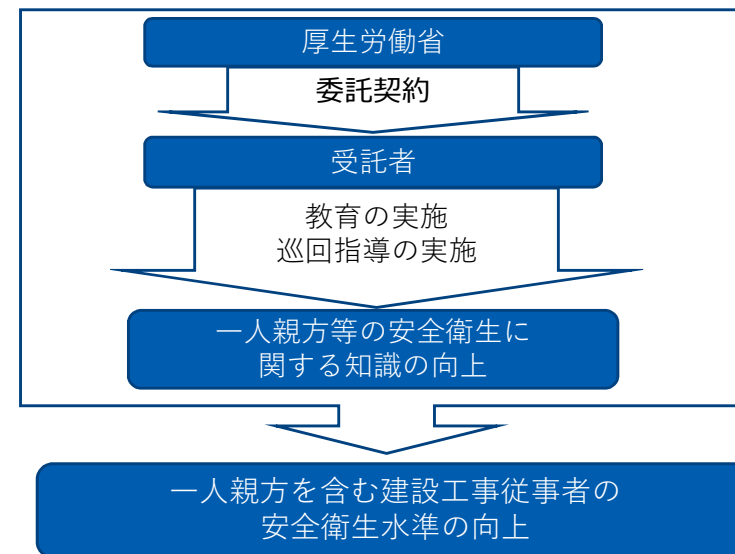 厚生労働省
委託契約
受託者
教育の実施
巡回指導の実施
一人親方等の安全衛生に
関する知識の向上
一人親方を含む建設工事従事者の
安全衛生水準の向上